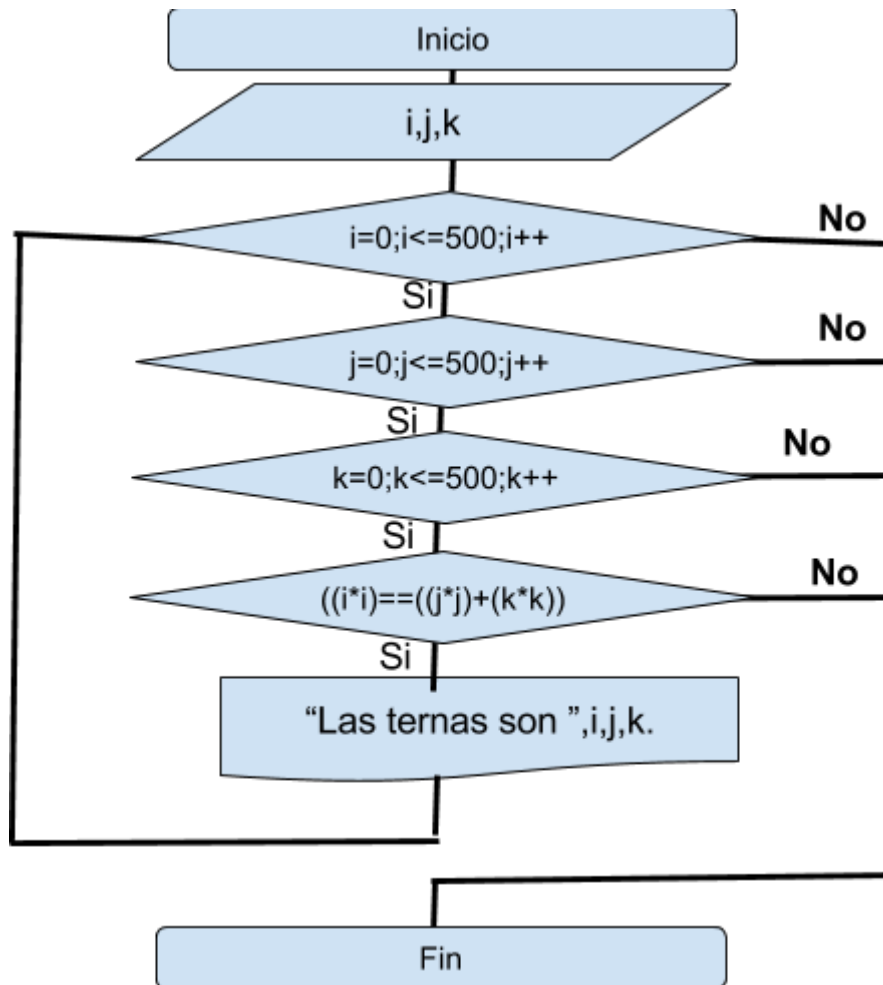 Inicio
i,j,k
i=0;i<=500;i++
No
Si
j=0;j<=500;j++
No
Si
k=0;k<=500;k++
No
Si
((i*i)==((j*j)+(k*k))
No
Si
“Las ternas son ”,i,j,k.
Fin